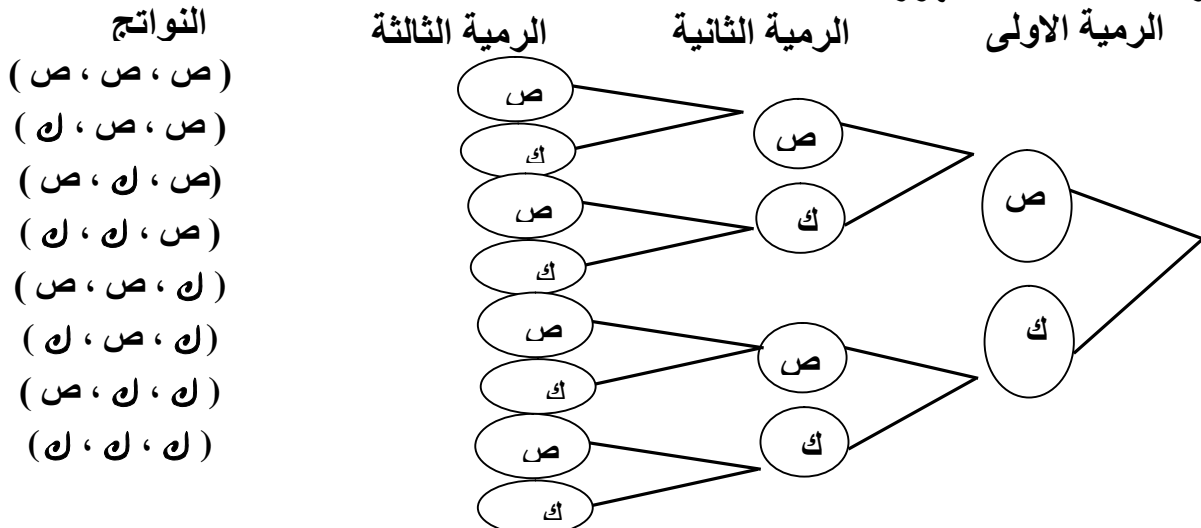 الرمية الاولى الرمية الثانية الرمية الثالثة النواتج
ص
ك
ص
ك
ص
ك
ص
ك
ص
ك
ص
ك
ص
ك
( ص ، ص ، ص )
( ص ، ص ، ك )
(ص ، ك ، ص )
( ص ، ك ، ك )
( ك ، ص ، ص )
(ك ، ص ، ك )
( ك ، ك ، ص )
( ك ، ك ، ك)